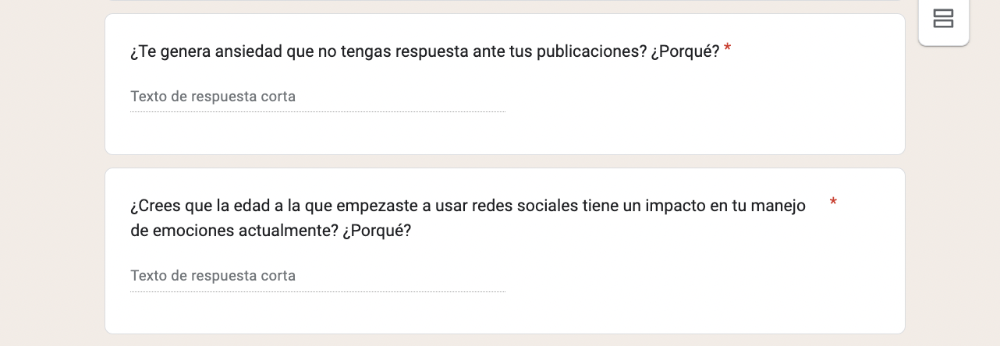 ¿Te genera ansiedad que no tengas respuesta ante tus publicaciones? ¿Porqué? *
Texto de respuesta corta
¿Crees que la edad a la que empezaste a usar redes sociales tiene un impacto en tu manejo *
de emociones actualmente? ¿Porqué?
Texto de respuesta corta